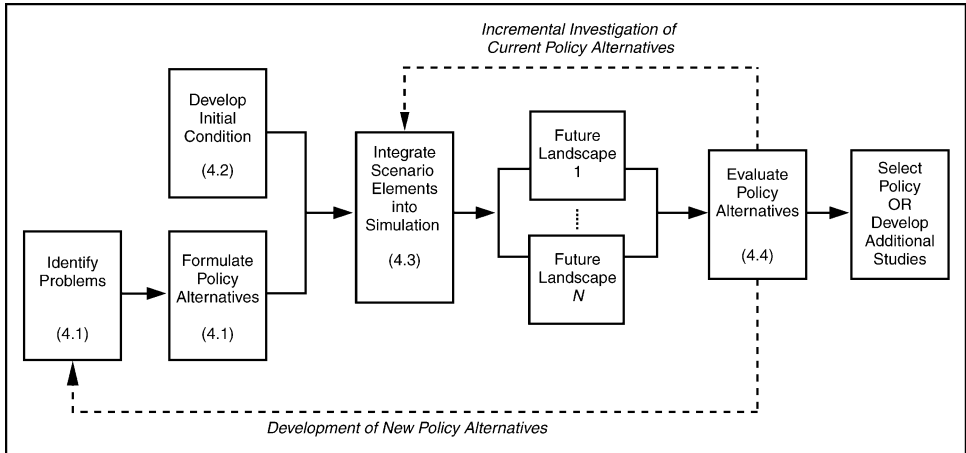 Incremental Investigation of
Current Policy Alternatives
Develop
Initial
Condition
(4.2)
Identify
Problems
(4.1)
Formulate
Policy
Alternatives
(4.1)
Integrate
Scenario
Elements
into
Simulation
(4.3)
Future
Landscape
1
Future
Landscape
N
Evaluate
Policy
Alternatives
(4.4)
Select
Policy
OR
Develop
Additional
Studies
Development of New Policy Alternatives